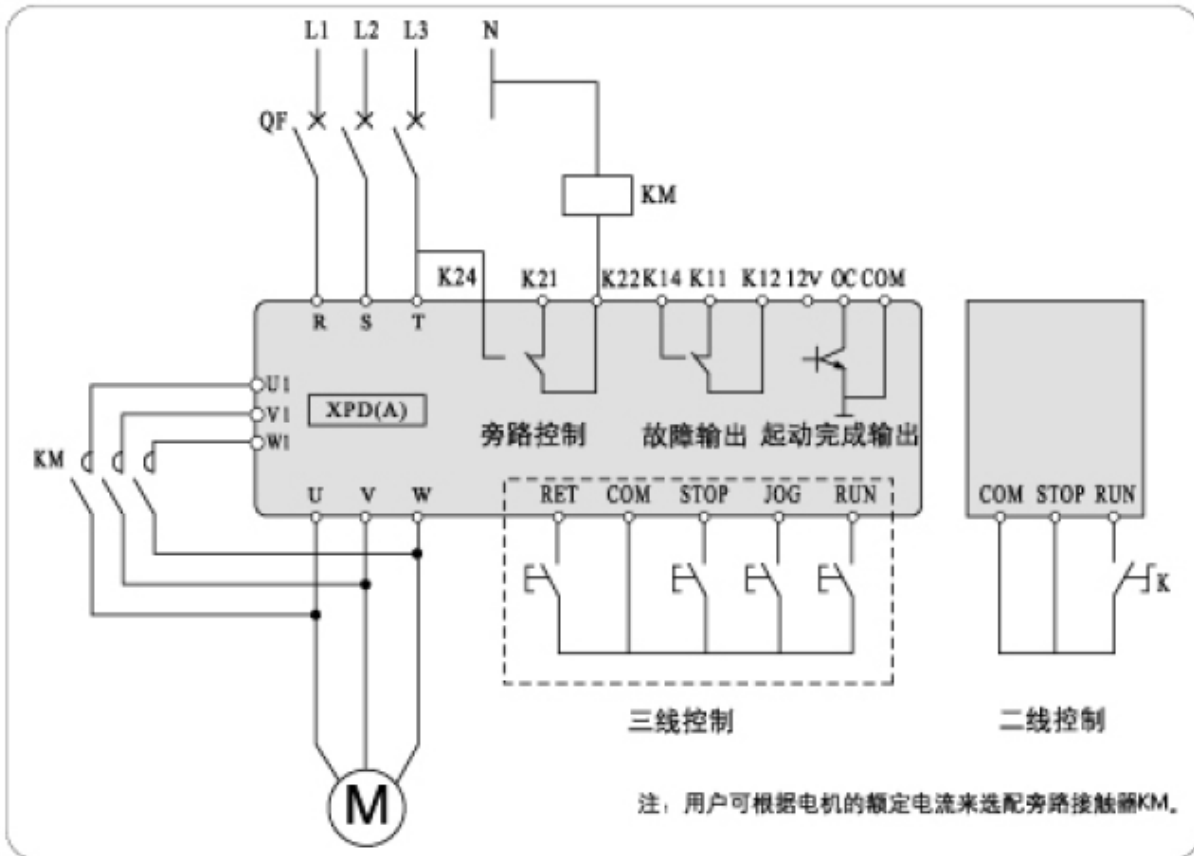 L1 L2 L3 N
QF
KM
K24 K21 K22 K14 K11 K12 12V OC COM
R S T
U1
V1
W1
XPD(A)
旁路控制 故障输出 起动完成输出
KM
U V W
RET COM STOP JOG RUN
COM STOP RUN
K
三线控制
二线控制
M
注：用户可根据电机的额定电流来选配旁路接触器KM。